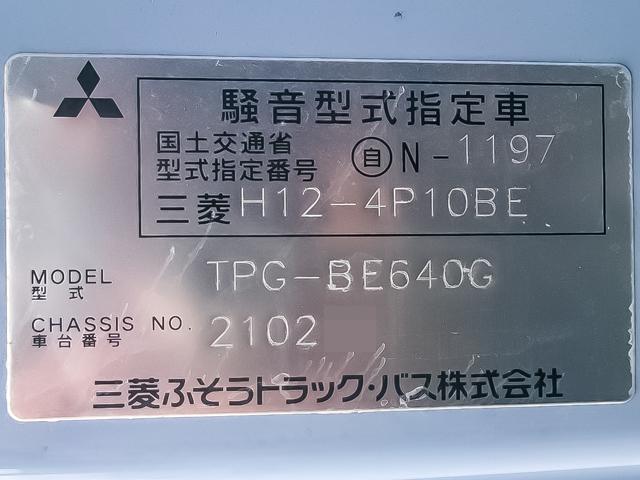 騒音型式指定車
国土交通省
型式指定番号 自 N-1197
三菱 H12-4P10BE
MODEL TPG-BE640G
型式
CHASSIS NO. 2102
車台番号
三菱ふそうトラック・バス株式会社